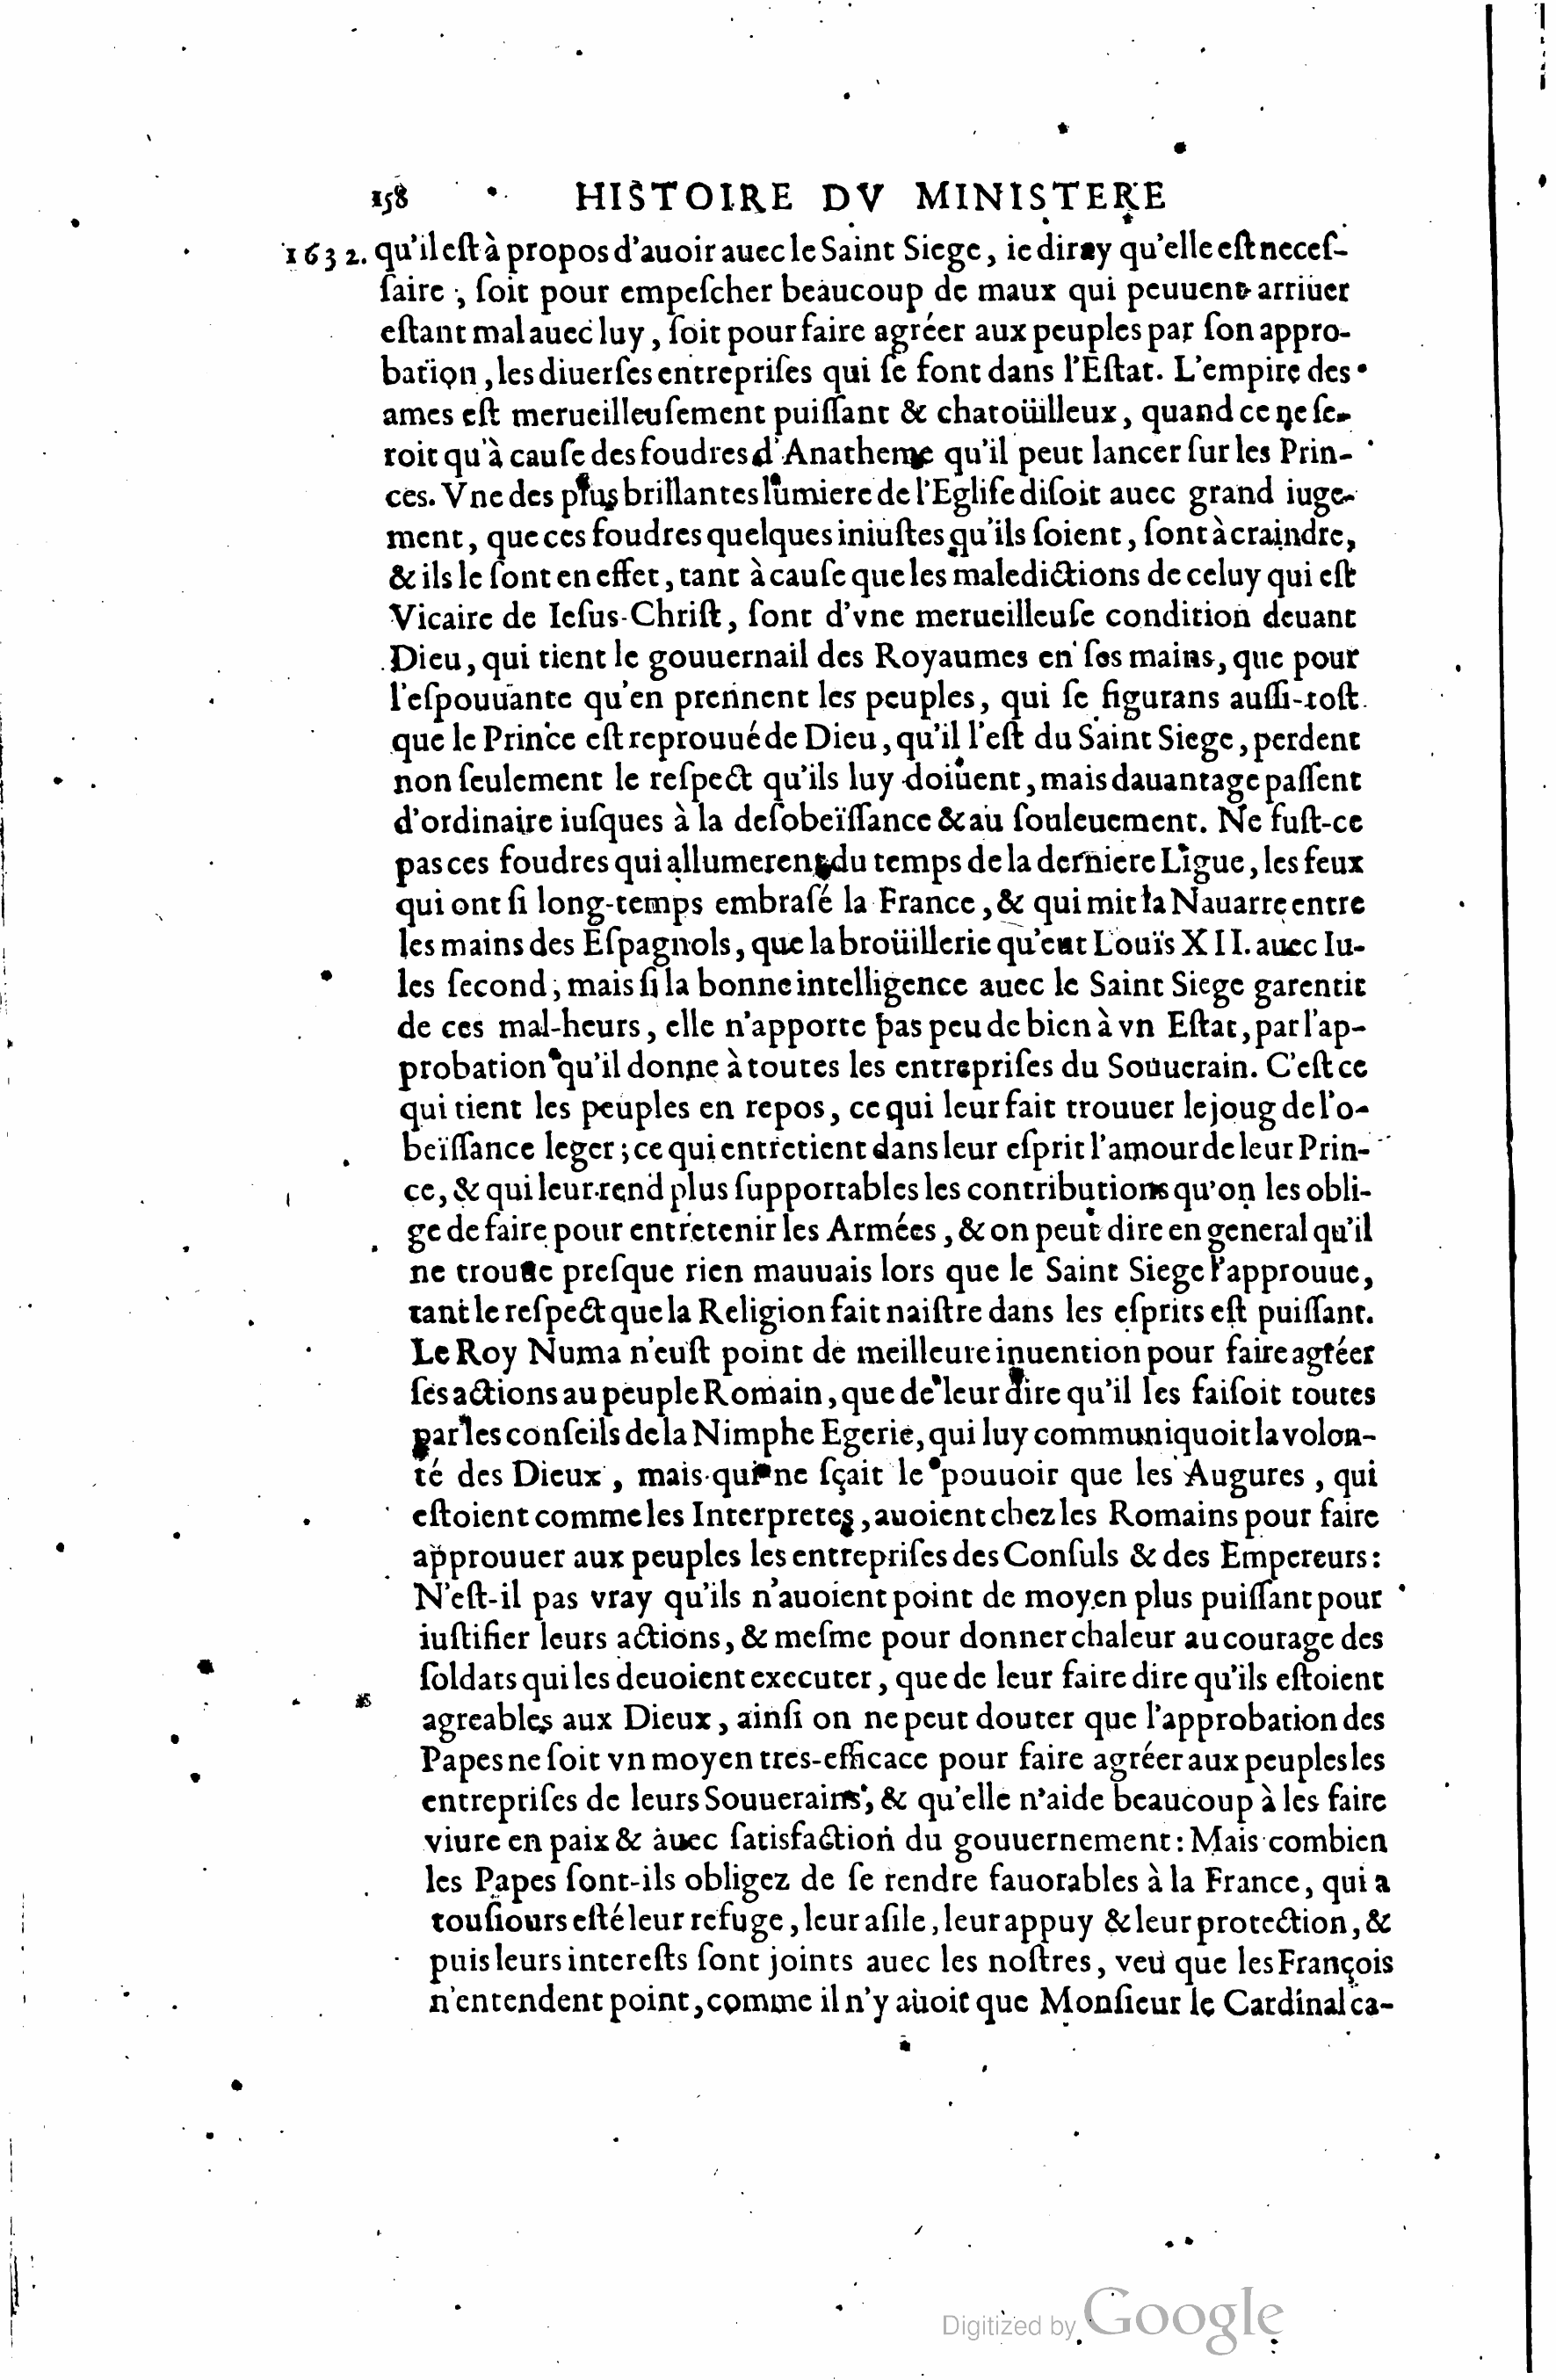 158 HISTOIRE DV MINISTERE
1632. qu'il eſt à propos d'auoir auec le Saint Siege, ie diray qu'elle eſt neceſ-
ſaire ; ſoit pour empeſcher beaucoup de maux qui peuuent arriuer
eſtant mal auec luy, ſoit pour faire agréer aux peuples par ſon appro-
bation, les diuerſes entrepriſes qui ſe font dans l'Eſtat. L'empire des
ames eſt merueilleuſement puiſſant & chatoüilleux, quand ce ne ſe-
roit qu'à cauſe des foudres d'Anatheme qu'il peut lancer ſur les Prin-
ces. Vne des plus brillantes lumiere de l'Egliſe diſoit auec grand iuge-
ment, que ces foudres quelques iniuſtes qu'ils ſoient, ſont à craindre,
& ils le ſont en effet, tant à cauſe que les maledictions de celuy qui eſt
Vicaire de Ieſus-Chriſt, ſont d'vne merueilleuſe condition deuant
Dieu, qui tient le gouuernail des Royaumes en ſes mains, que pour
l'eſpouuante qu'en prennent les peuples, qui ſe figurans auſſi-toſt
que le Prince eſt reprouué de Dieu, qu'il l'eſt du Saint Siege, perdent
non ſeulement le reſpect qu'ils luy doiuent, mais dauantage paſſent
d'ordinaire iuſques à la deſobeïſſance & au ſouleuement. Ne fuſt-ce
pas ces foudres qui allumerent du temps de la derniere Ligue, les feux
qui ont ſi long-temps embraſé la France, & qui mit la Nauarre entre
les mains des Eſpagnols, que la broüillerie qu'eut Louïs XII. auec Iu-
les ſecond; mais ſi la bonne intelligence auec le Saint Siege garentit
de ces mal-heurs, elle n'apporte pas peu de bien à vn Eſtat, par l'ap-
probation qu'il donne à toutes les entrepriſes du Souuerain. C'eſt ce
qui tient les peuples en repos, ce qui leur fait trouuer le joug de l'o-
beïſſance leger; ce qui entretient dans leur eſprit l'amour de leur Prin-
ce, & qui leur rend plus ſupportables les contributions qu'on les obli-
ge de faire pour entretenir les Armées, & on peut dire en general qu'il
ne trouue preſque rien mauuais lors que le Saint Siege l'approuue,
tant le reſpect que la Religion fait naiſtre dans les eſprits eſt puiſſant.
Le Roy Numa n'euſt point de meilleure inuention pour faire agréer
ſes actions au peuple Romain, que de leur dire qu'il les faiſoit toutes
par les conſeils de la Nimphe Egerie, qui luy communiquoit la volon-
té des Dieux, mais qui ne ſçait le pouuoir que les Augures, qui
eſtoient comme les Interpretes, auoient chez les Romains pour faire
approuuer aux peuples les entrepriſes des Conſuls & des Empereurs:
N'eſt-il pas vray qu'ils n'auoient point de moyen plus puiſſant pour
iuſtifier leurs actions, & meſme pour donner chaleur au courage des
ſoldats qui les deuoient executer, que de leur faire dire qu'ils eſtoient
agreables aux Dieux, ainſi on ne peut douter que l'approbation des
Papes ne ſoit vn moyen tres-efficace pour faire agréer aux peuples les
entrepriſes de leurs Souuerains, & qu'elle n'aide beaucoup à les faire
viure en paix & auec ſatisfaction du gouuernement: Mais combien
les Papes ſont-ils obligez de ſe rendre fauorables à la France, qui a
touſiours eſté leur refuge, leur aſile, leur appuy & leur protection, &
puis leurs intereſts ſont joints auec les noſtres, veu que les François
n'entendent point, comme il n'y auoit que Monſieur le Cardinal ca-
Digitized by Google